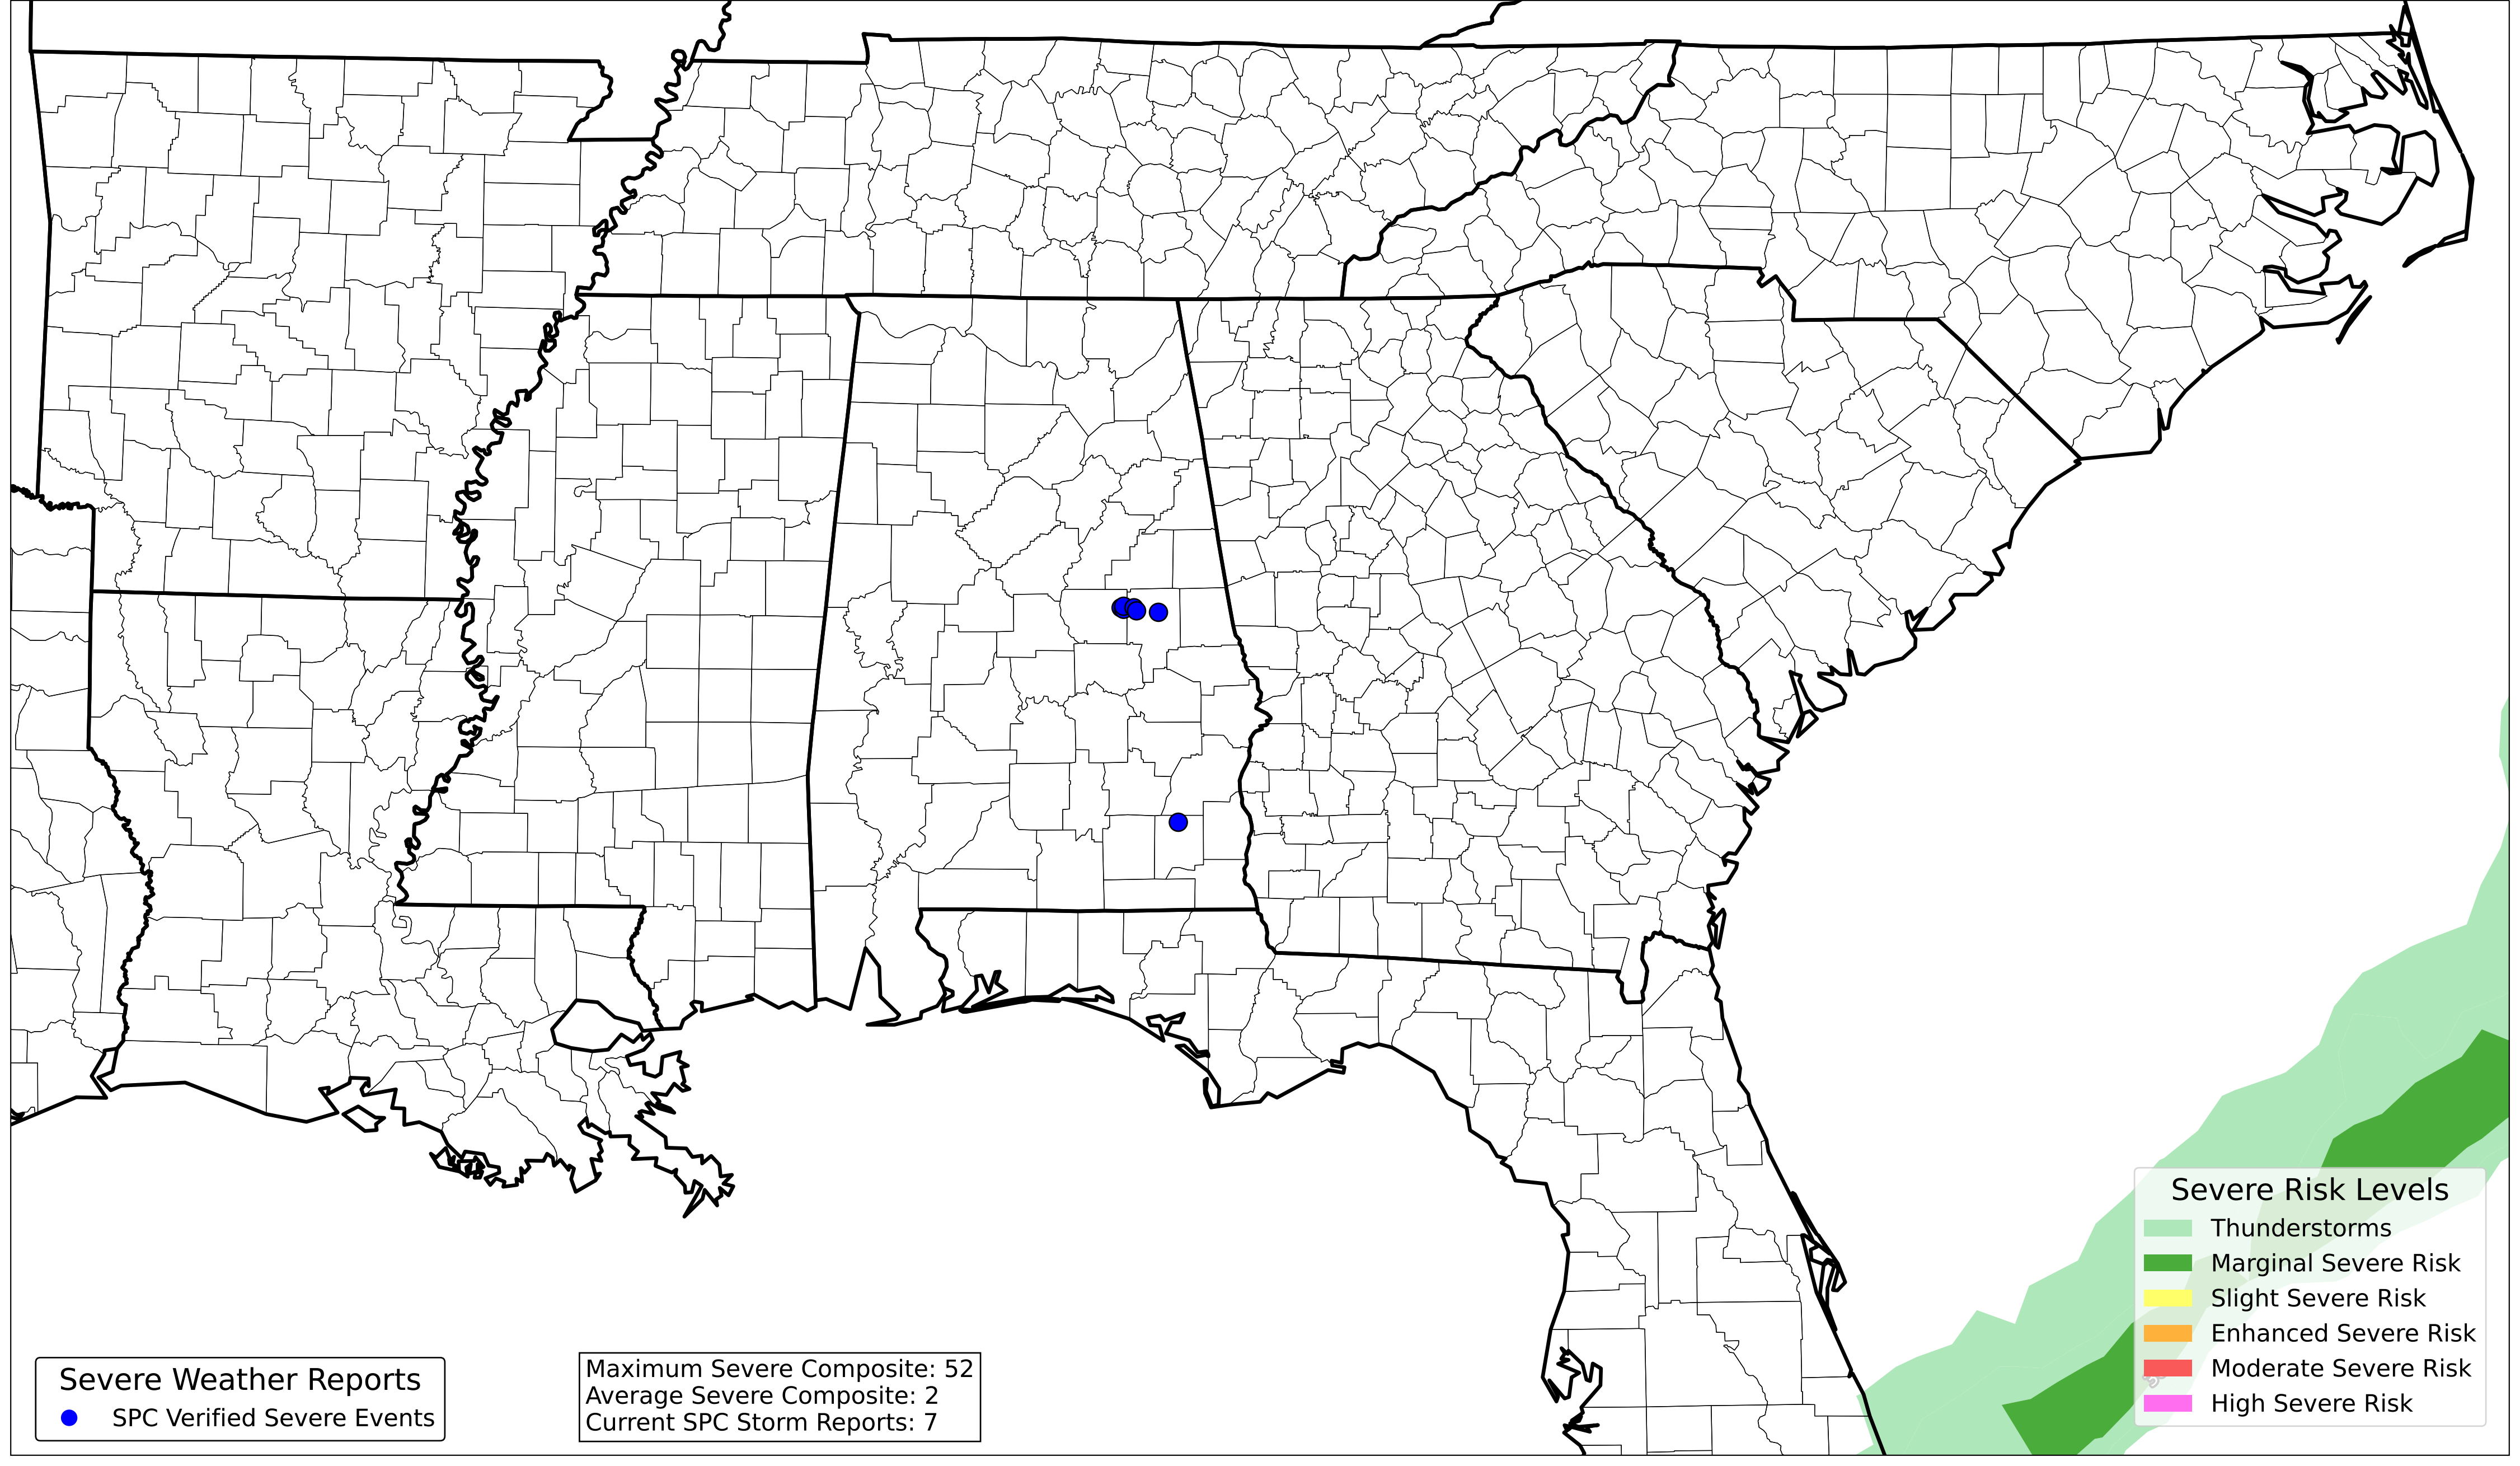 Severe Risk Levels
Thunderstorms
Marginal Severe Risk
Slight Severe Risk
Enhanced Severe Risk
Moderate Severe Risk
High Severe Risk
Severe Weather Reports
SPC Verified Severe Events
Maximum Severe Composite: 52
Average Severe Composite: 2
Current SPC Storm Reports: 7